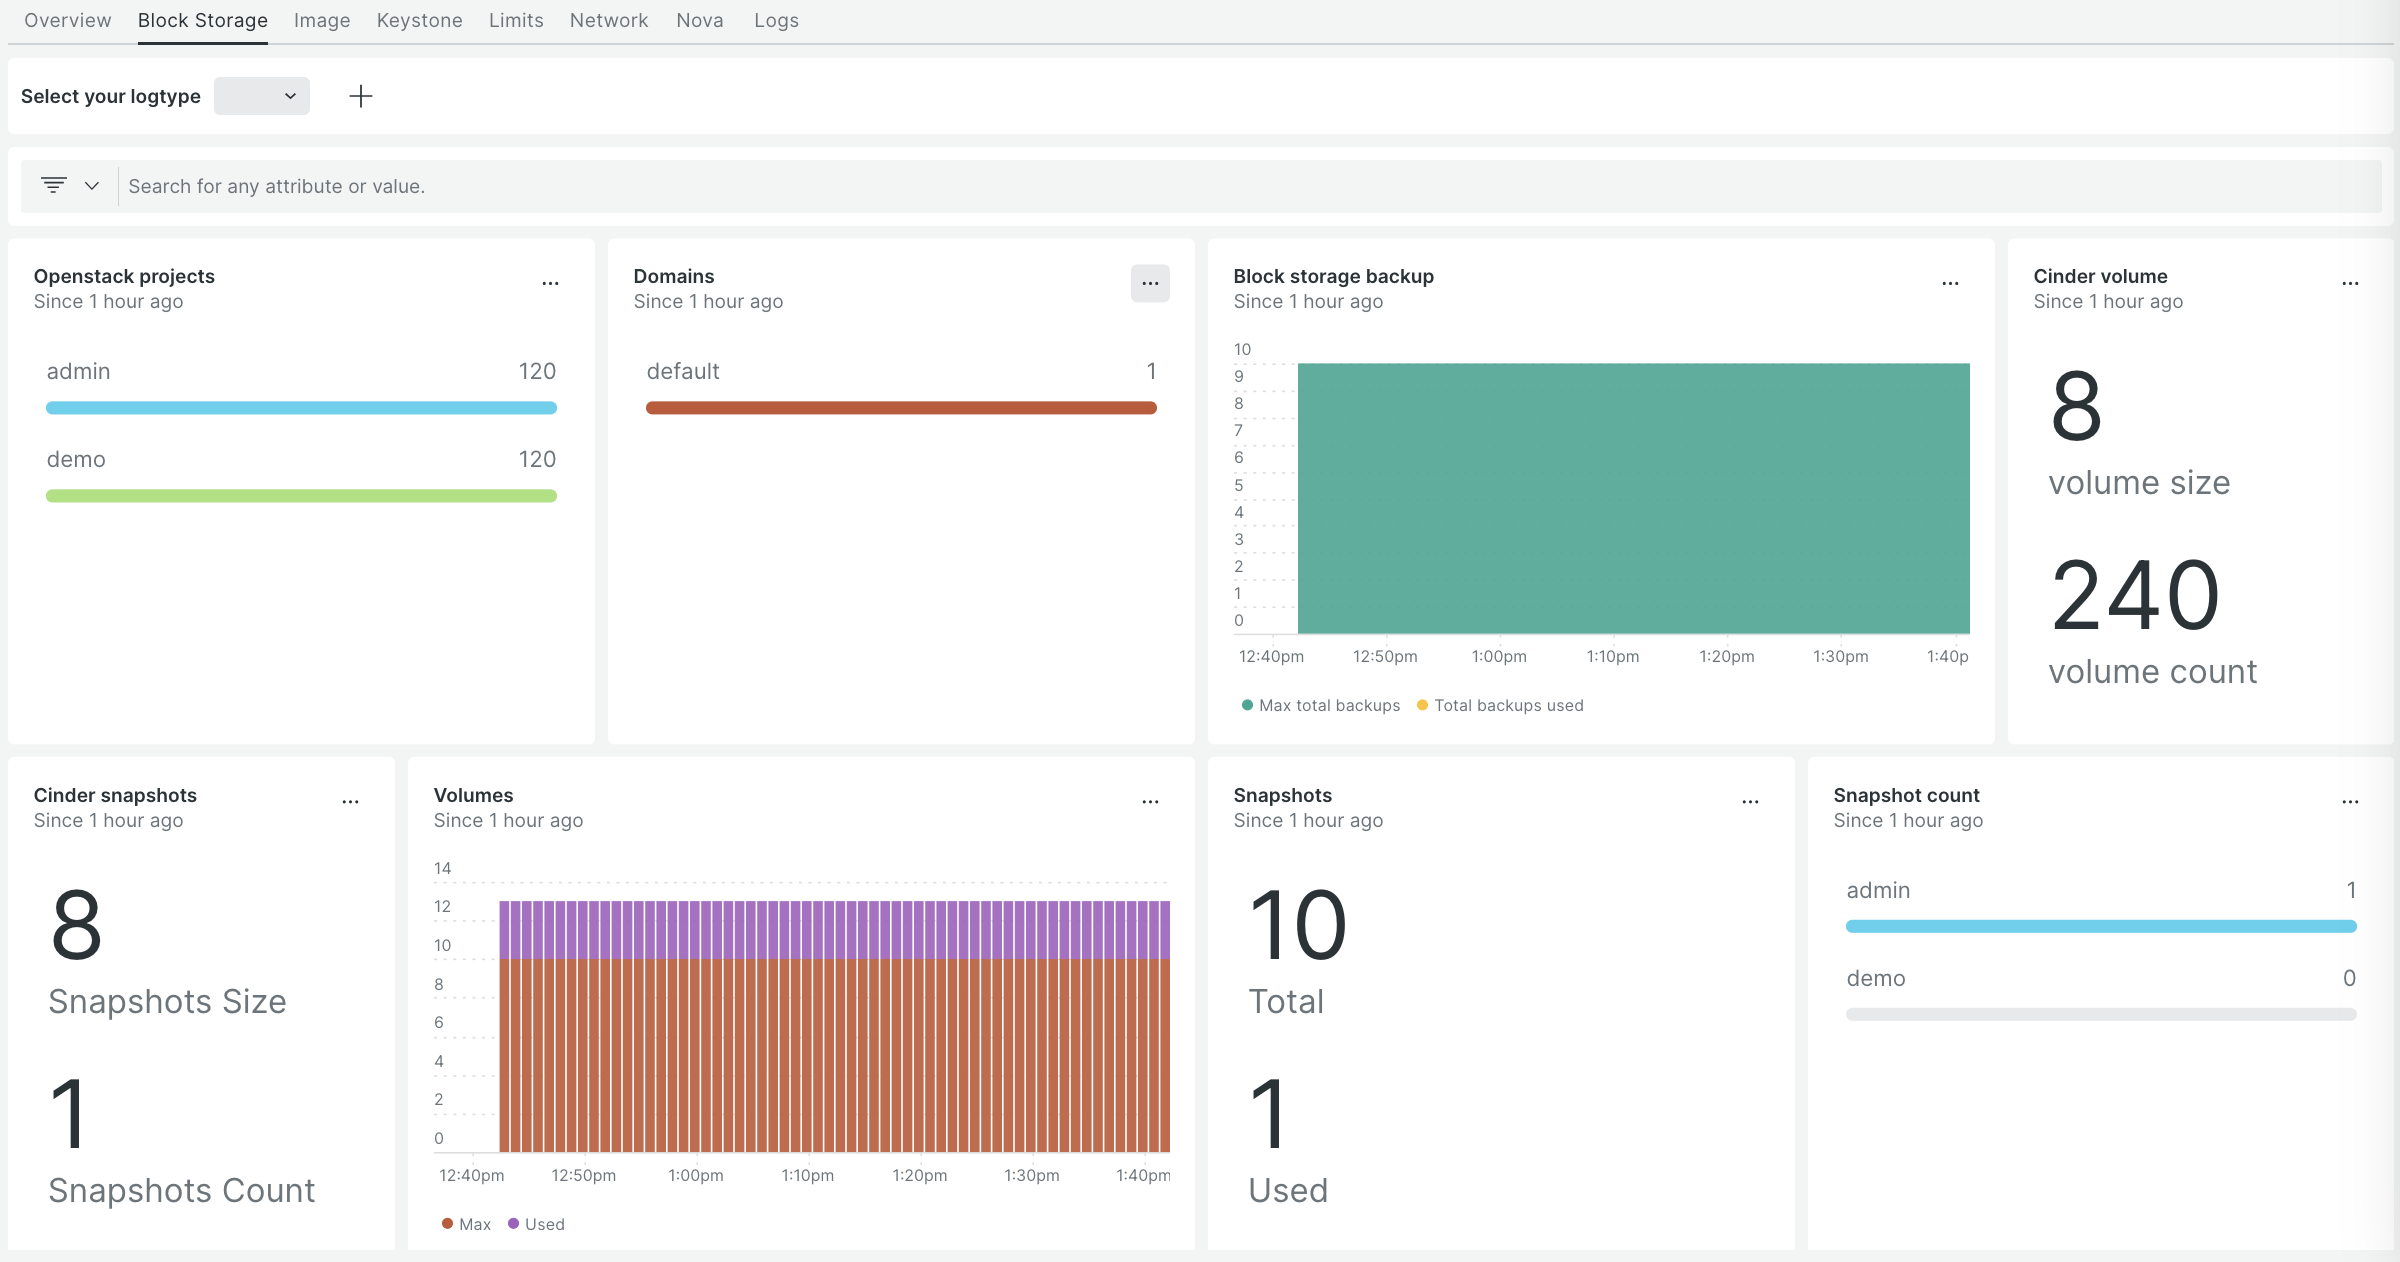 Overview Block Storage Image Keystone Limits Network Nova Logs
Select your logtype
Search for any attribute or value.
Openstack projects
Since 1 hour ago
admin 120
demo 120
Domains
Since 1 hour ago
default 1
Block storage backup
Since 1 hour ago
10
9
8
7
6
5
4
3
2
1
0
12:40pm 12:50pm 1:00pm 1:10pm 1:20pm 1:30pm 1:40p
Max total backups Total backups used
Cinder volume
Since 1 hour ago
8
volume size
240
volume count
Cinder snapshots
Since 1 hour ago
8
Snapshots Size
1
Snapshots Count
Volumes
Since 1 hour ago
14
12
10
8
6
4
2
0
12:40pm 12:50pm 1:00pm 1:10pm 1:20pm 1:30pm 1:40pm
Max Used
Snapshots
Since 1 hour ago
10
Total
1
Used
Snapshot count
Since 1 hour ago
admin 1
demo 0